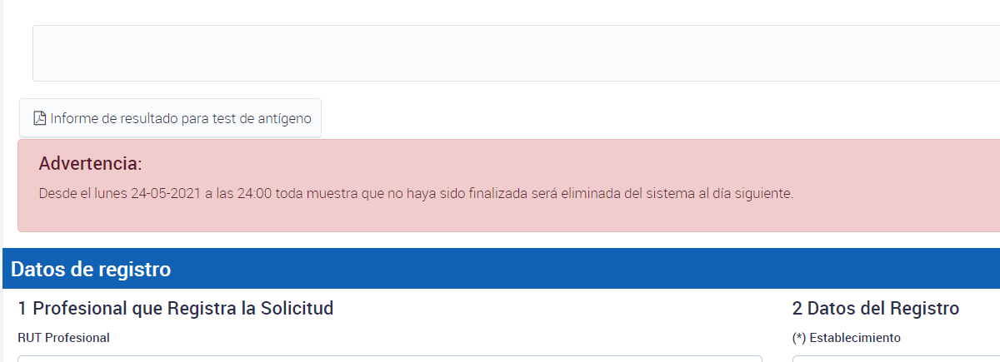 Informe de resultado para test de antígeno
Advertencia:
Desde el lunes 24-05-2021 a las 24:00 toda muestra que no haya sido finalizada será eliminada del sistema al día siguiente.
Datos de registro
1 Profesional que Registra la Solicitud
RUT Profesional
2 Datos del Registro
(*) Establecimiento